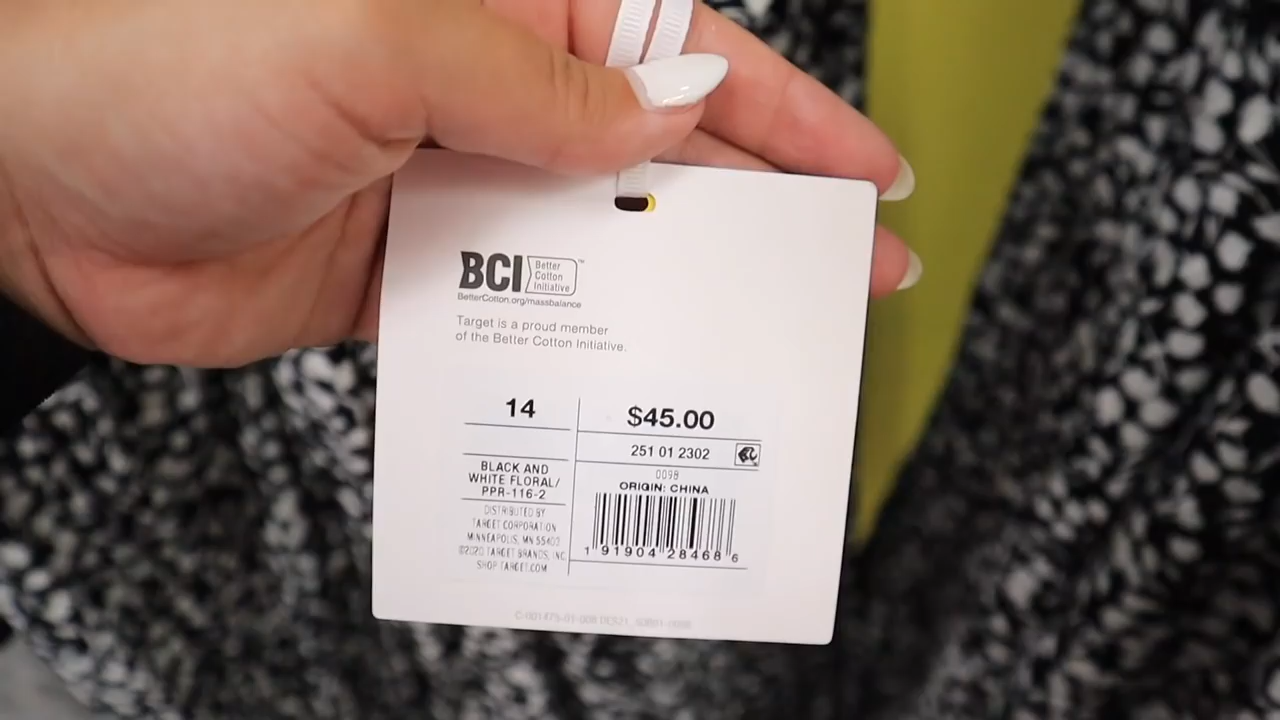 BCI Better
Cotton
Initiative ™
BetterCotton.org/massbalance
Target is a proud member
of the Better Cotton Initiative.
14
$45.00
251 01 2302
0098
ORIGIN: CHINA
BLACK AND
WHITE FLORAL/
PPR-116-2
DISTRIBUTED BY
TARGET CORPORATION
MINNEAPOLIS, MN 55403
©2020 TARGET BRANDS, INC.
SHOP TARGET.COM
1 91904 28468 6